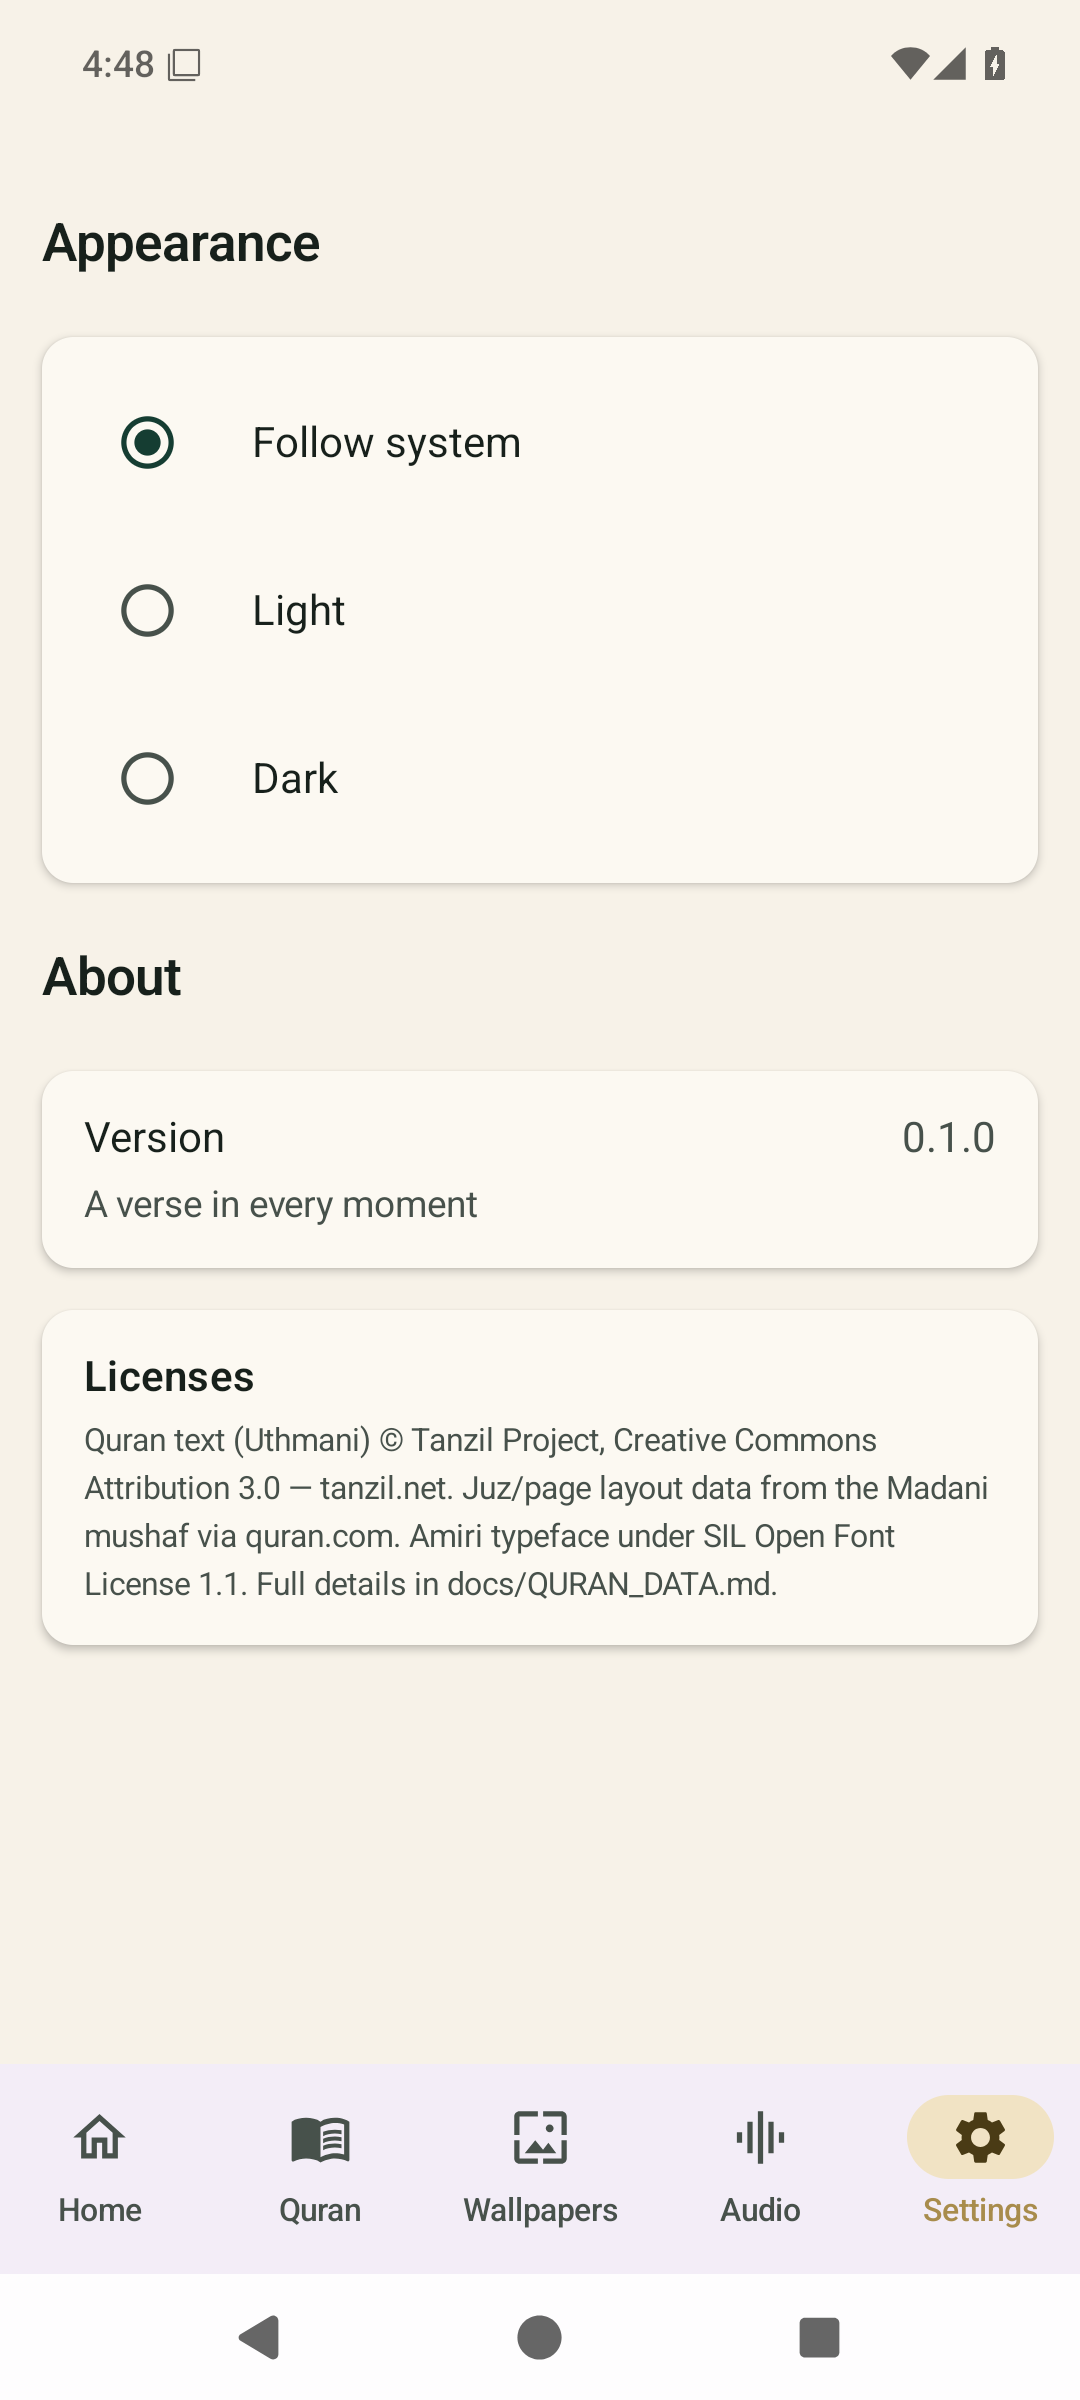 4:48
Appearance
Follow system
Light
Dark
About
Version 0.1.0
A verse in every moment
Licenses
Quran text (Uthmani) © Tanzil Project, Creative Commons
Attribution 3.0 — tanzil.net. Juz/page layout data from the Madani
mushaf via quran.com. Amiri typeface under SIL Open Font
License 1.1. Full details in docs/QURAN_DATA.md.
Home Quran Wallpapers Audio Settings